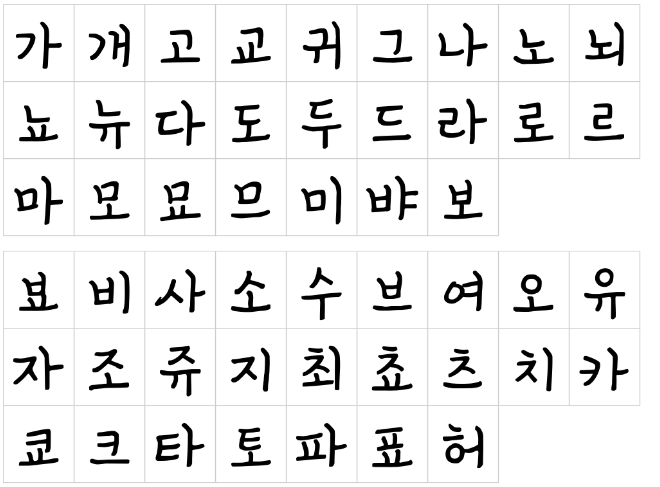 가 개 고 교 귀 그 나 노 뇌
뇨 뉴 다 도 두 드 라 로 르
마 모 묘 므 미 뱌 보
뵤 비 사 소 수 브 여 오 유
자 조 쥬 지 최 쵸 츠 치 카
쿄 크 타 토 파 표 허